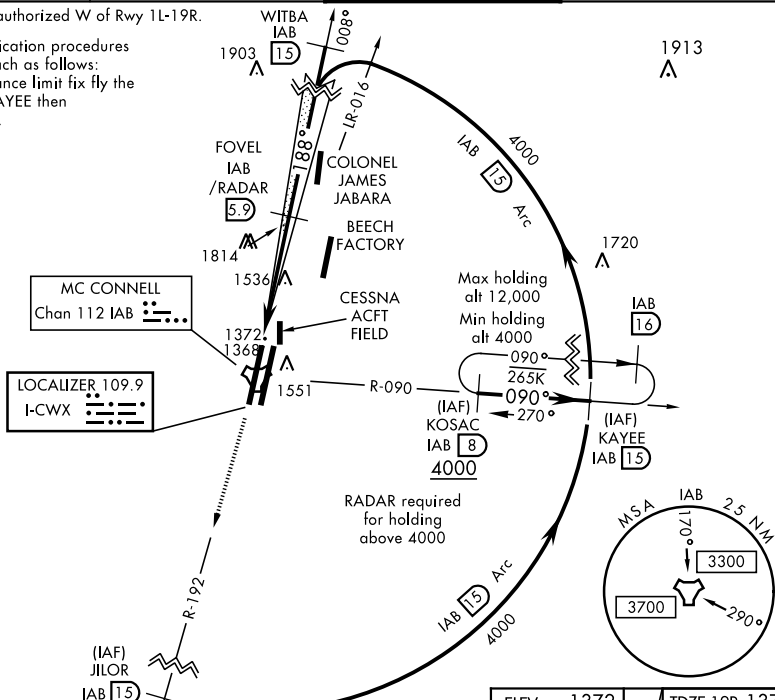 authorized W of Rwy 1L-19R.
ication procedures
ach as follows:
ance limit fix fly the
AYEE then
WITBA
IAB
15
008°
1903
1913
LR-016
188°
IAB 15 Arc
4000
FOVEL
IAB
/RADAR
5.9
COLONEL
JAMES
JABARA
BEECH
FACTORY
1814
1536
1720
MC CONNELL
Chan 112 IAB
CESSNA
ACFT
FIELD
Max holding
alt 12,000
Min holding
alt 4000
IAB
16
1372
1368
1551
LOCALIZER 109.9
I-CWX
R-090
090°
265K
090°
270°
(IAF)
KOSAC
IAB 8
4000
(IAF)
KAYEE
IAB 15
RADAR required
for holding
above 4000
R-192
IAB 15 Arc
4000
MSA IAB 25 NM
170°
3300
3700
290°
(IAF)
JILOR
IAB 15
ELEV 1372
TDZE 19R 137